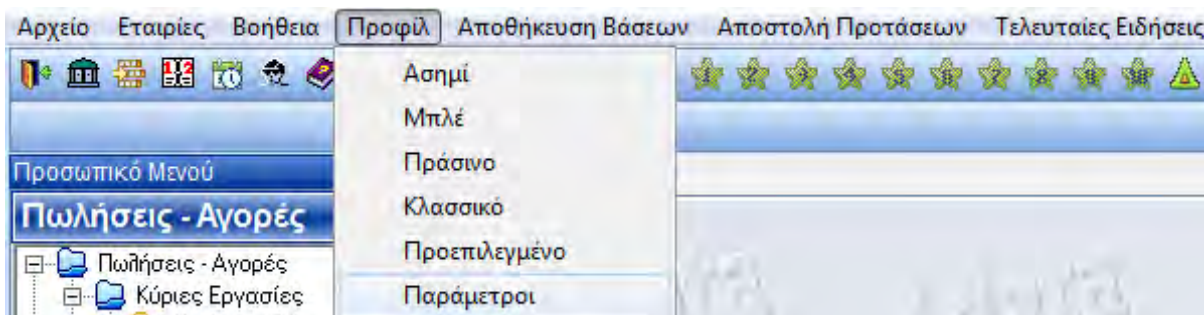 Αρχείο Εταιρίες Βοήθεια Προφίλ Αποθήκευση Βάσεων Αποστολή Προτάσεων Τελευταίες Ειδήσεις
Ασημί
Μπλέ
Πράσινο
Κλασσικό
Προεπιλεγμένο
Παράμετροι
Προσωπικό Μενού
Πωλήσεις - Αγορές
Πωλήσεις - Αγορές
Κύριες Εργασίες